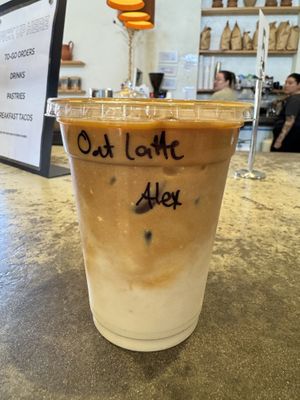 TO-GO ORDERS
DRINKS
PASTRIES
BREAKFAST TACOS
Oat latte
Alex